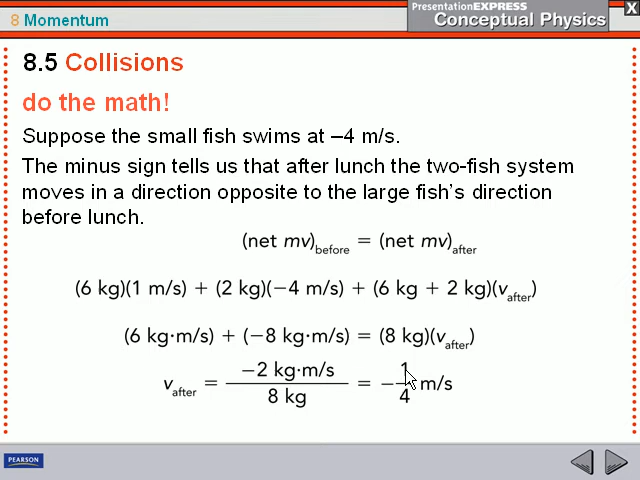 8 Momentum
PresentationEXPRESS
Conceptual Physics
X
8.5 Collisions
do the math!
Suppose the small fish swims at –4 m/s.
The minus sign tells us that after lunch the two-fish system
moves in a direction opposite to the large fish's direction
before lunch.
(net mv)before = (net mv)after
(6 kg)(1 m/s) + (2 kg)(−4 m/s) + (6 kg + 2 kg)(vafter)
(6 kg·m/s) + (−8 kg·m/s) = (8 kg)(vafter)
vafter = −2 kg·m/s / 8 kg = − 1/4 m/s
PEARSON